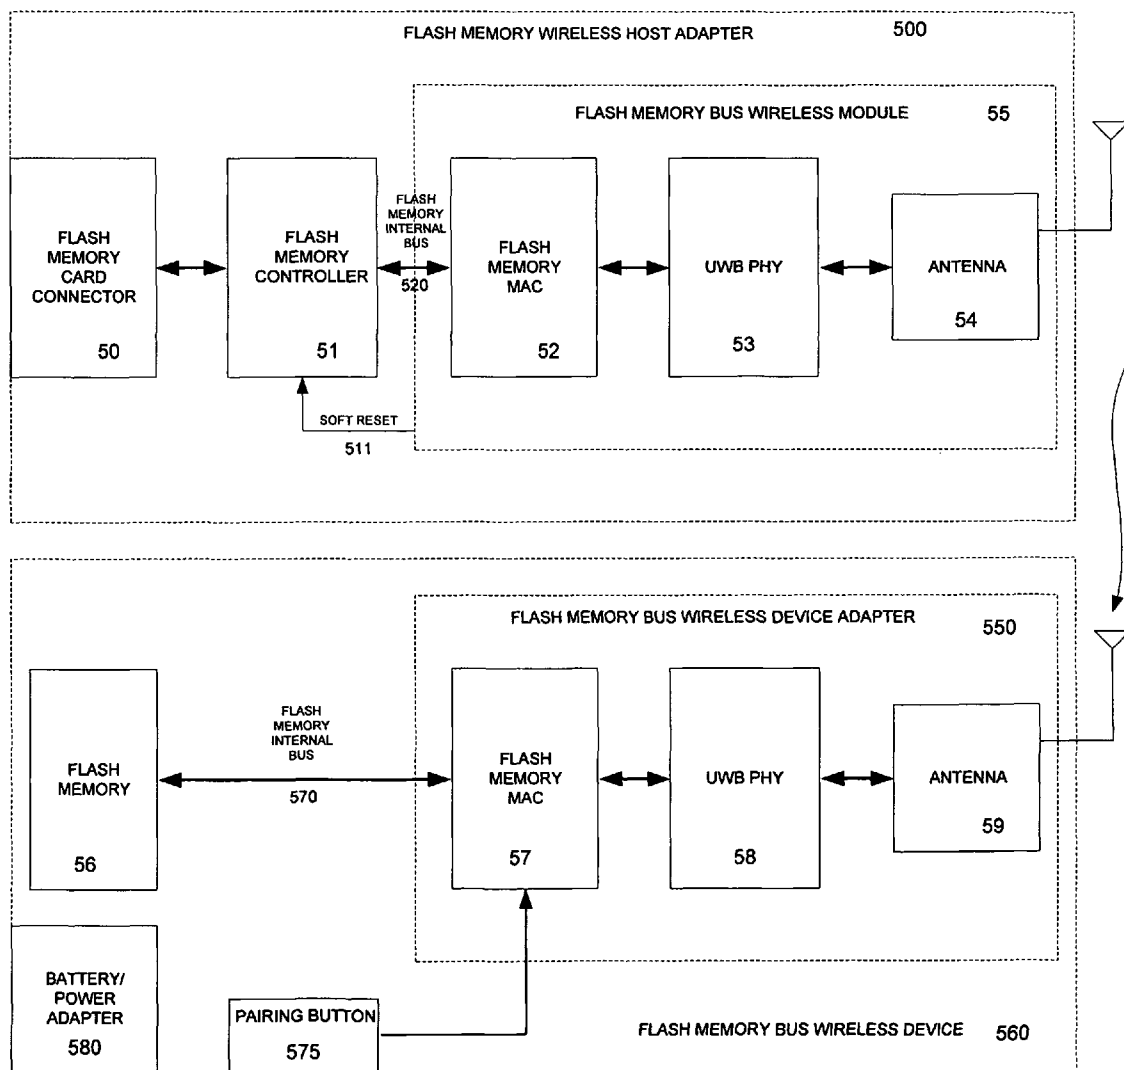 FLASH MEMORY WIRELESS HOST ADAPTER 500
FLASH MEMORY BUS WIRELESS MODULE 55
FLASH
MEMORY
CARD
CONNECTOR
50
FLASH
MEMORY
CONTROLLER
51
FLASH
MEMORY
INTERNAL
BUS
520
FLASH
MEMORY
MAC
52
UWB PHY
53
ANTENNA
54
SOFT RESET
511
FLASH MEMORY BUS WIRELESS DEVICE ADAPTER 550
FLASH
MEMORY
56
FLASH
MEMORY
INTERNAL
BUS
570
FLASH
MEMORY
MAC
57
UWB PHY
58
ANTENNA
59
BATTERY/
POWER
ADAPTER
580
PAIRING BUTTON
575
FLASH MEMORY BUS WIRELESS DEVICE 560